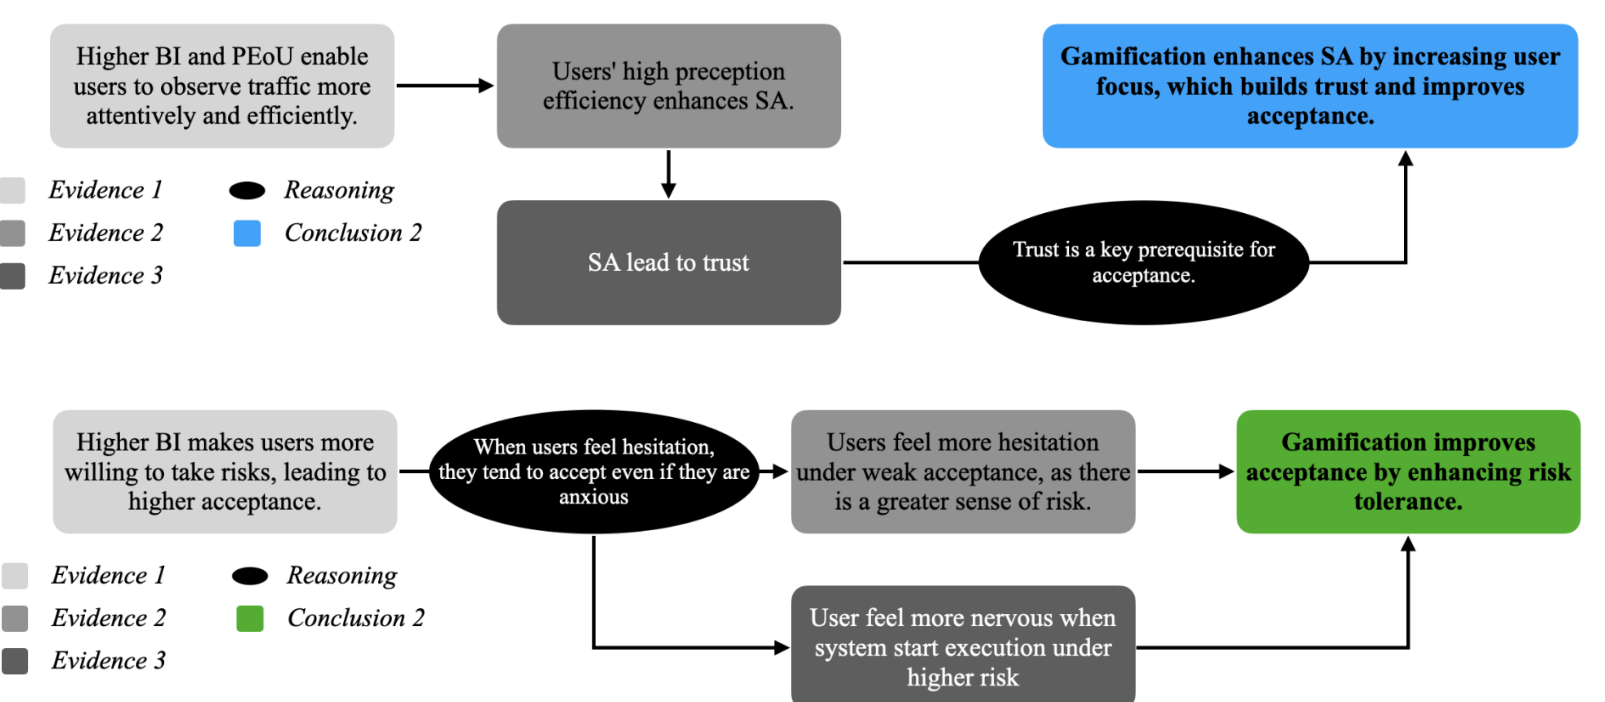 Higher BI and PEoU enable
users to observe traffic more
attentively and efficiently.
Users' high preception
efficiency enhances SA.
Gamification enhances SA by increasing user
focus, which builds trust and improves
acceptance.
Evidence 1
Reasoning
Evidence 2
Conclusion 2
Evidence 3
SA lead to trust
Trust is a key prerequisite for
acceptance.
Higher BI makes users more
willing to take risks, leading to
higher acceptance.
When users feel hesitation,
they tend to accept even if they are
anxious
Users feel more hesitation
under weak acceptance, as there
is a greater sense of risk.
Gamification improves
acceptance by enhancing risk
tolerance.
Evidence 1
Reasoning
Evidence 2
Conclusion 2
Evidence 3
User feel more nervous when
system start execution under
higher risk